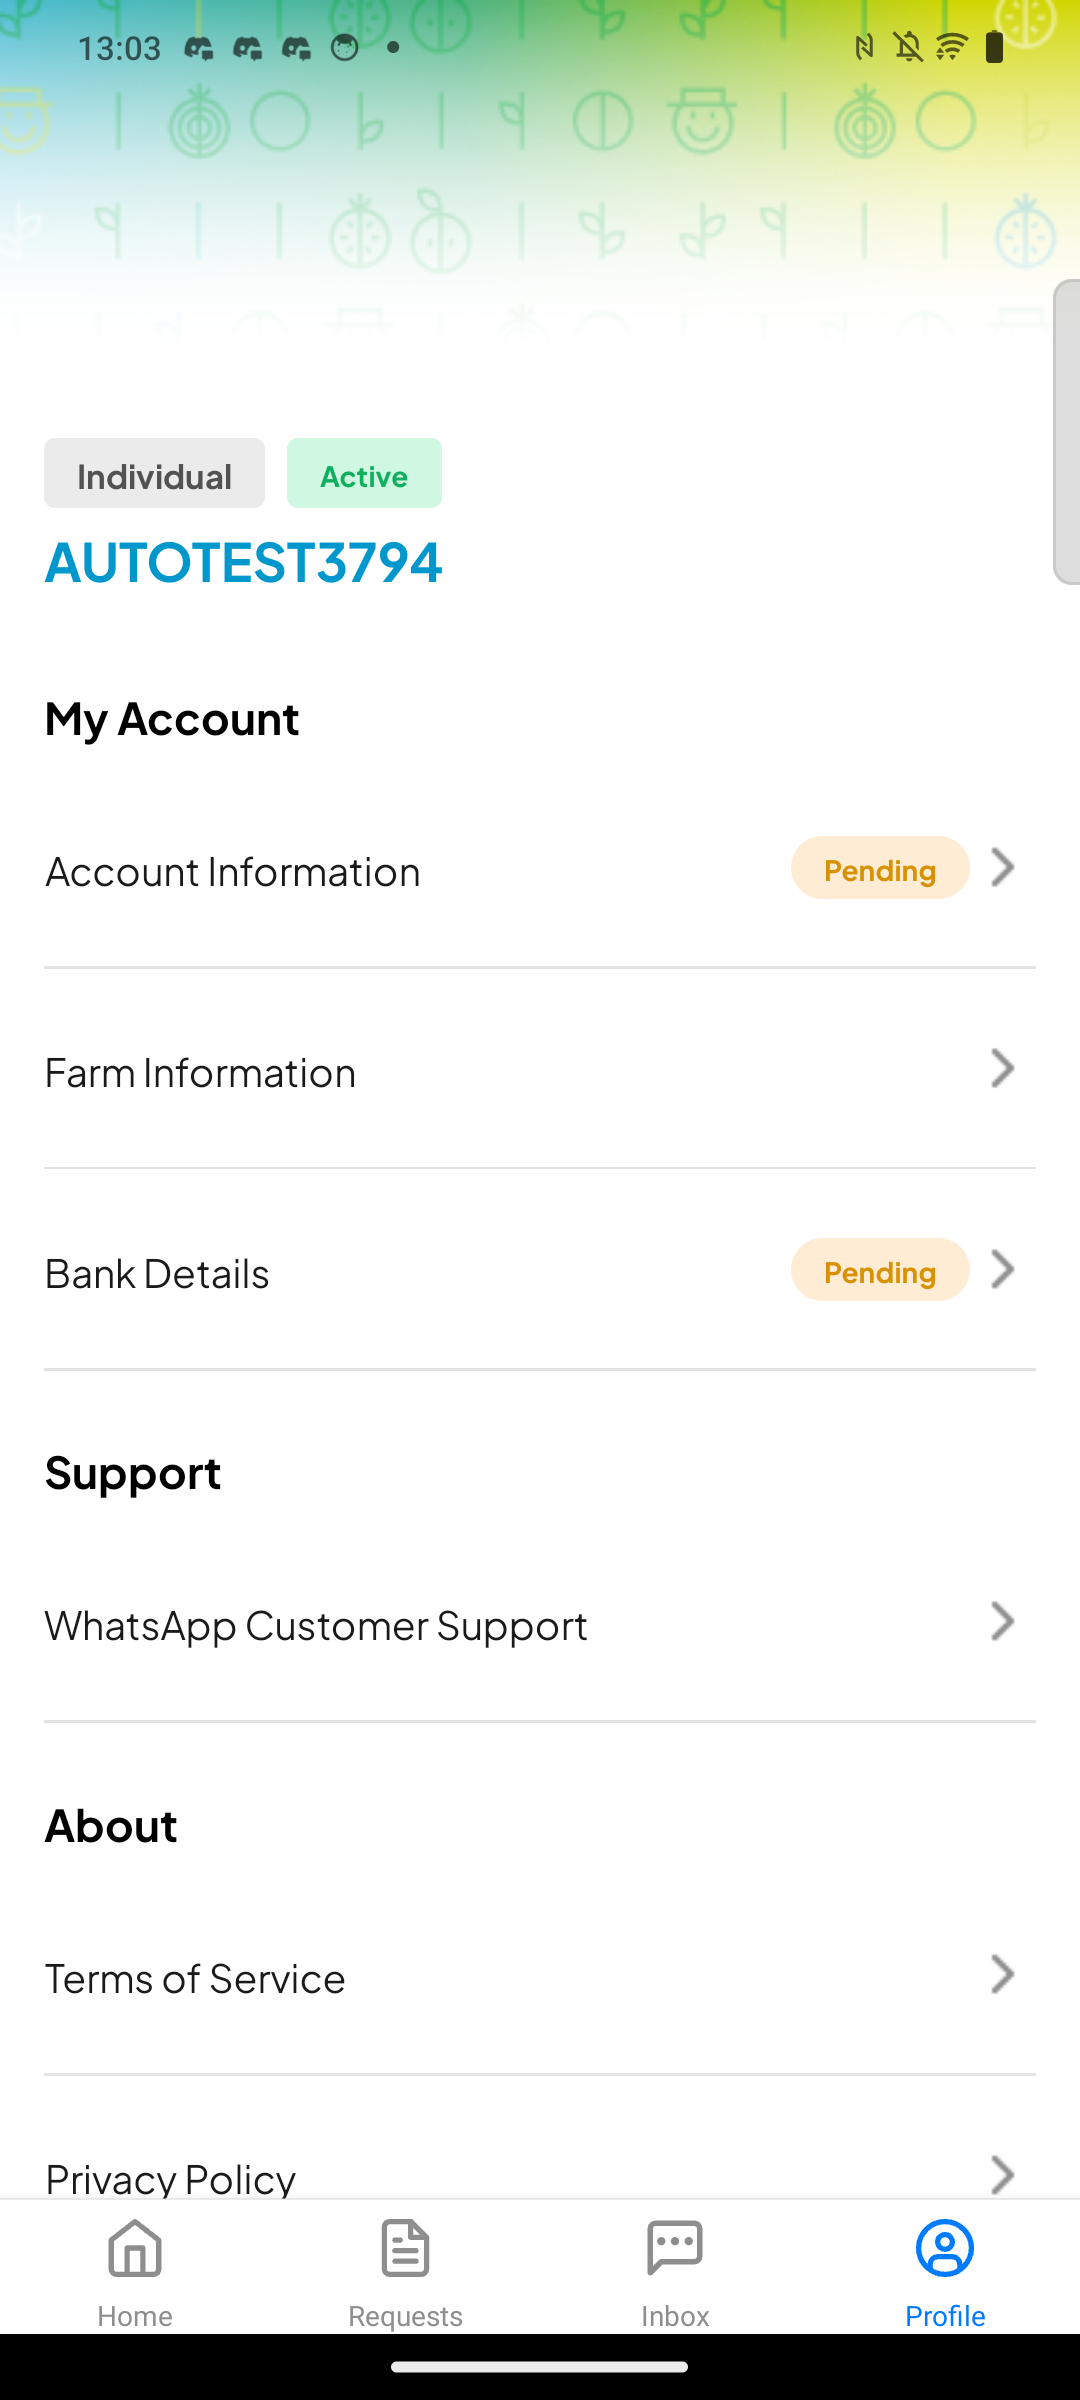 13:03
Individual
Active
AUTOTEST3794
My Account
Account Information
Pending
Farm Information
Bank Details
Pending
Support
WhatsApp Customer Support
About
Terms of Service
Privacy Policy
Home
Requests
Inbox
Profile